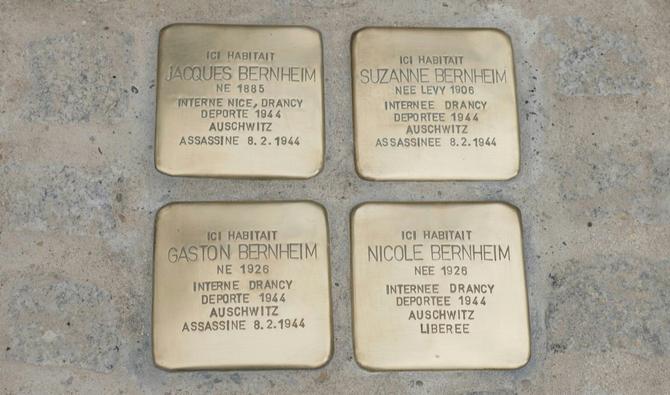 ICI HABITAIT
JACQUES BERNHEIM
NE 1885
INTERNE NICE, DRANCY
DEPORTE 1944
AUSCHWITZ
ASSASSINE 8.2.1944
ICI HABITAIT
SUZANNE BERNHEIM
NEE LEVY 1906
INTERNEE DRANCY
DEPORTEE 1944
AUSCHWITZ
ASSASSINEE 8.2.1944
ICI HABITAIT
GASTON BERNHEIM
NE 1926
INTERNE DRANCY
DEPORTE 1944
AUSCHWITZ
ASSASSINE 8.2.1944
ICI HABITAIT
NICOLE BERNHEIM
NEE 1926
INTERNEE DRANCY
DEPORTEE 1944
AUSCHWITZ
LIBEREE